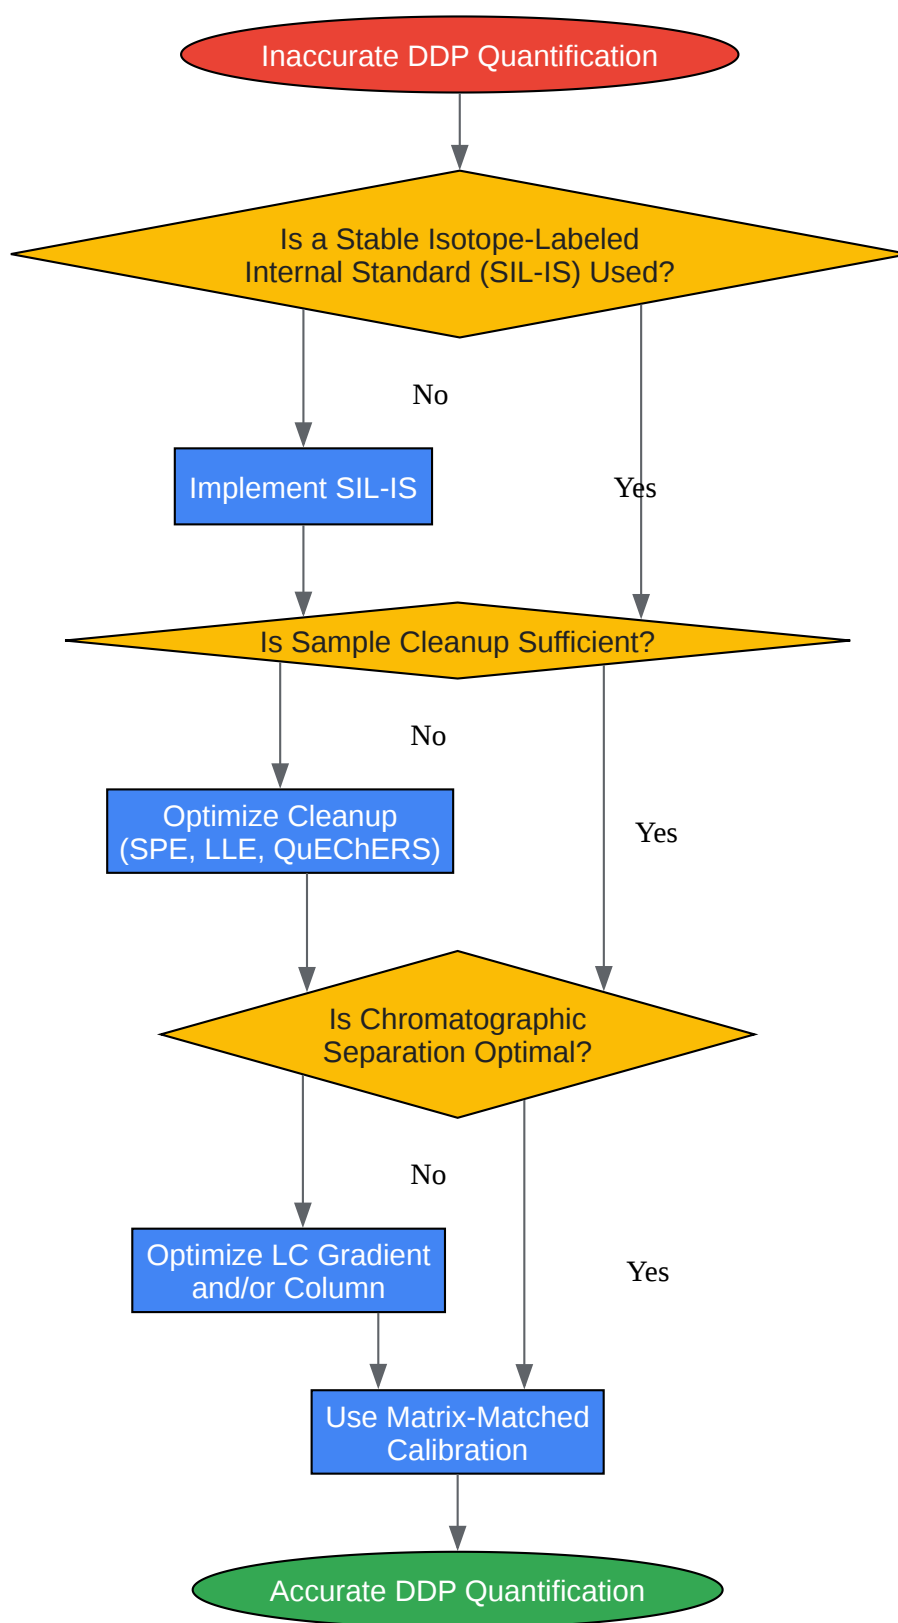 Inaccurate DDP Quantification
Is a Stable Isotope-Labeled
Internal Standard (SIL-IS) Used?
No
Implement SIL-IS
Yes
Is Sample Cleanup Sufficient?
No
Optimize Cleanup
(SPE, LLE, QuEChERS)
Yes
Is Chromatographic
Separation Optimal?
No
Optimize LC Gradient
and/or Column
Yes
Use Matrix-Matched
Calibration
Accurate DDP Quantification